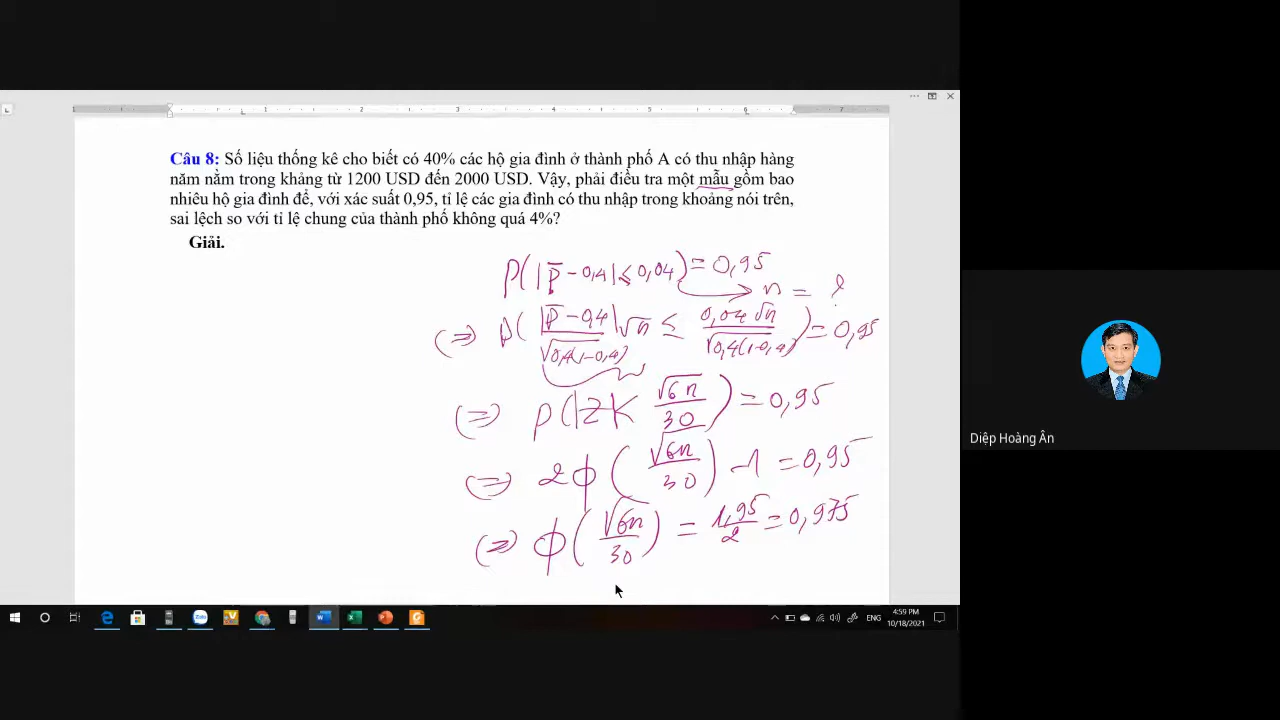 Câu 8: Số liệu thống kê cho biết có 40% các hộ gia đình ở thành phố A có thu nhập hàng
năm nằm trong khảng từ 1200 USD đến 2000 USD. Vậy, phải điều tra một mẫu gồm bao
nhiêu hộ gia đình để, với xác suất 0,95, tỉ lệ các gia đình có thu nhập trong khoảng nói trên,
sai lệch so với tỉ lệ chung của thành phố không quá 4%?
Giải.
P(|p̅ - 0,4| ≤ 0,04) = 0,95
n = ?
(=) P(|p̅ - 0,4|/√0,4(1-0,4) √n ≤ 0,04√n/√0,4(1-0,4)) = 0,95
(=) P(|Z| < √6n/30) = 0,95
(=) 2ϕ(√6n/30) - 1 = 0,95
(=) ϕ(√6n/30) = 1,95/2 = 0,975
Diệp Hoàng Ân
ENG
4:59 PM
10/18/2021